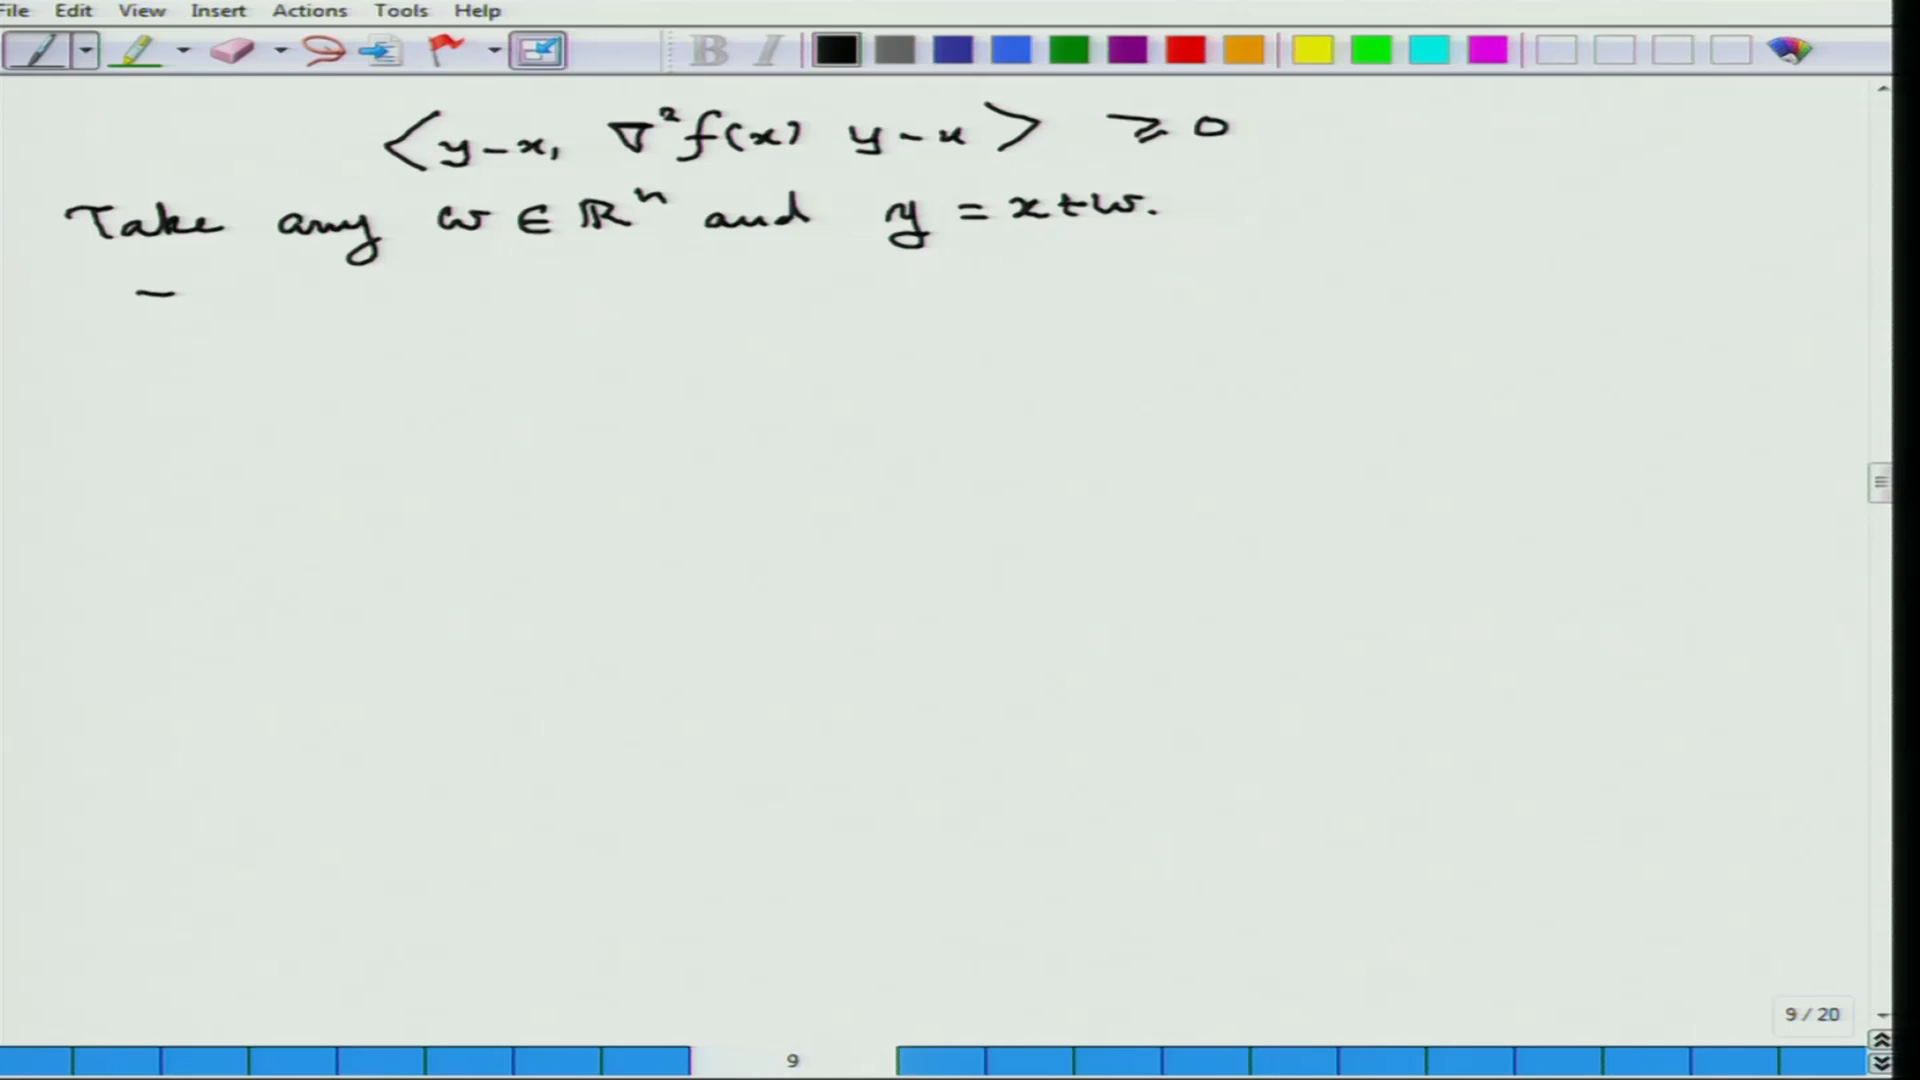 File Edit View Insert Actions Tools Help
B I
⟨y-x, ∇²f(x) y-x⟩ ≥ 0
Take any w ∈ ℝⁿ and y = x+w.
9 / 20
9